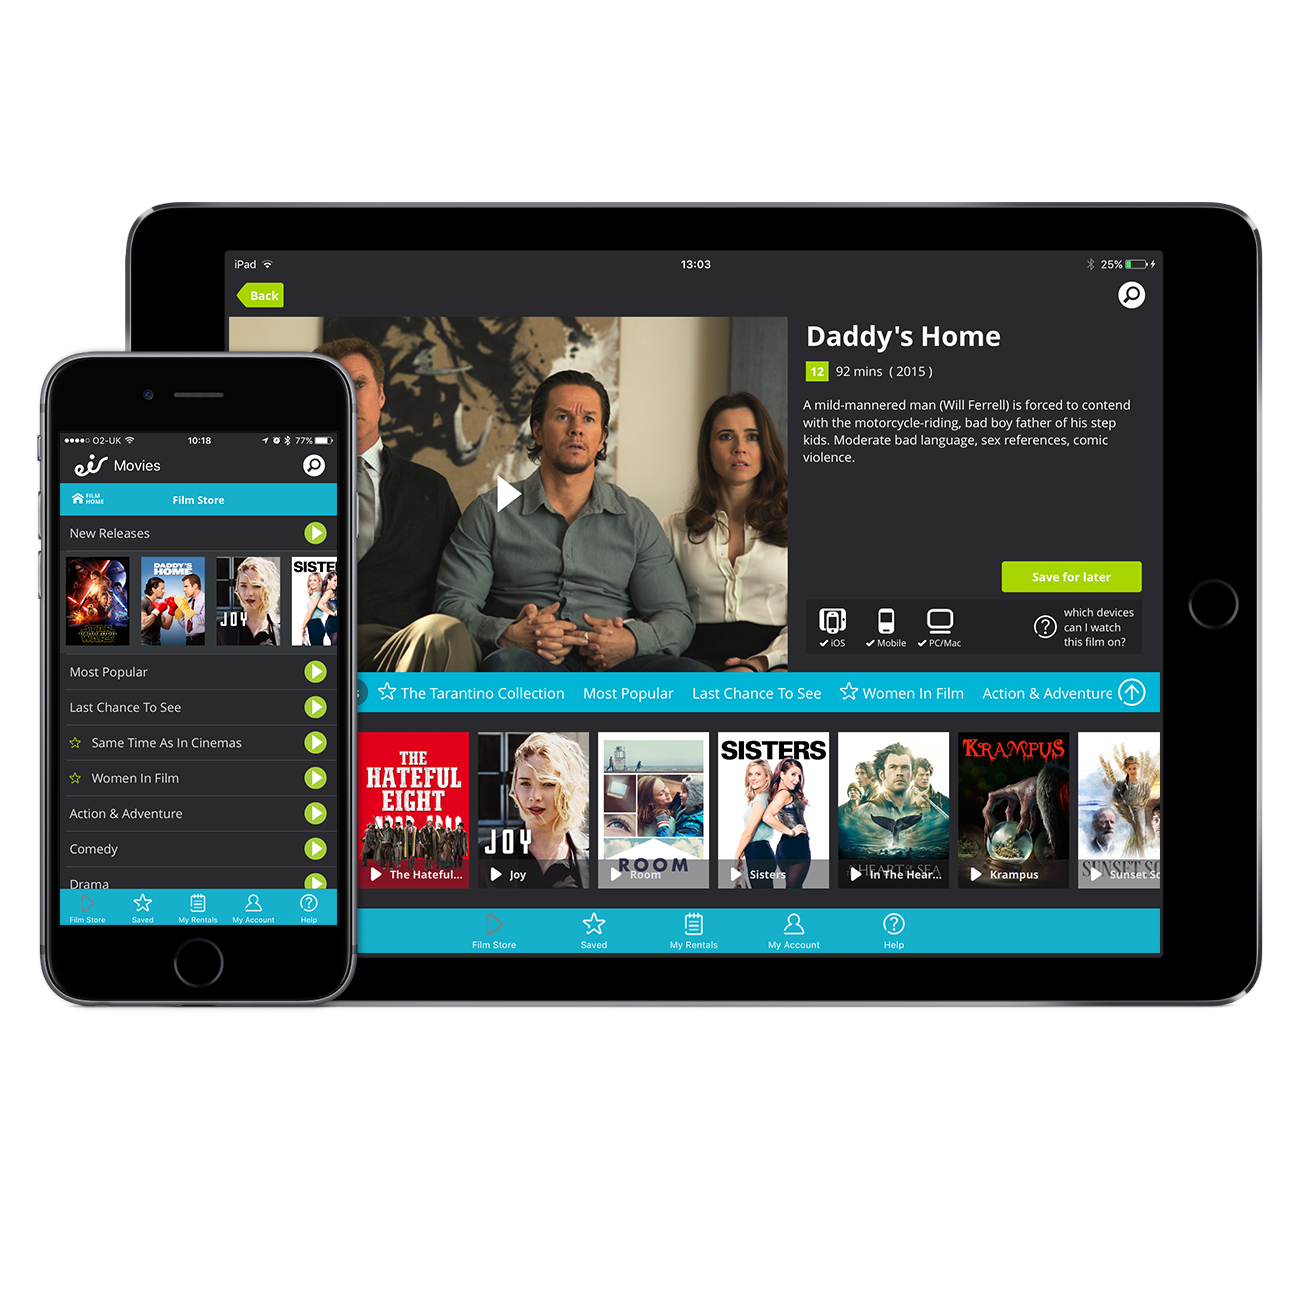 iPad
13:03
25%
Back
Daddy's Home
12 92 mins ( 2015 )
A mild-mannered man (Will Ferrell) is forced to contend
with the motorcycle-riding, bad boy father of his step
kids. Moderate bad language, sex references, comic
violence.
Save for later
iOS
Mobile
PC/Mac
which devices
can I watch
this film on?
The Tarantino Collection
Most Popular
Last Chance To See
Women In Film
Action & Adventure
THE
HATEFUL
EIGHT
The Hateful...
JOY
Joy
ROOM
Room
SISTERS
Sisters
IN THE HEART OF THE SEA
In The Hear...
KRAMPUS
Krampus
SUNSET SO
Sunset So
Film Store
Saved
My Rentals
My Account
Help
O2-UK
10:18
77%
eir Movies
FILM
HOME
Film Store
New Releases
STAR
WARS
DADDY'S
HOME
JOY
SISTE
Most Popular
Last Chance To See
Same Time As In Cinemas
Women In Film
Action & Adventure
Comedy
Drama
Film Store
Saved
My Rentals
My Account
Help